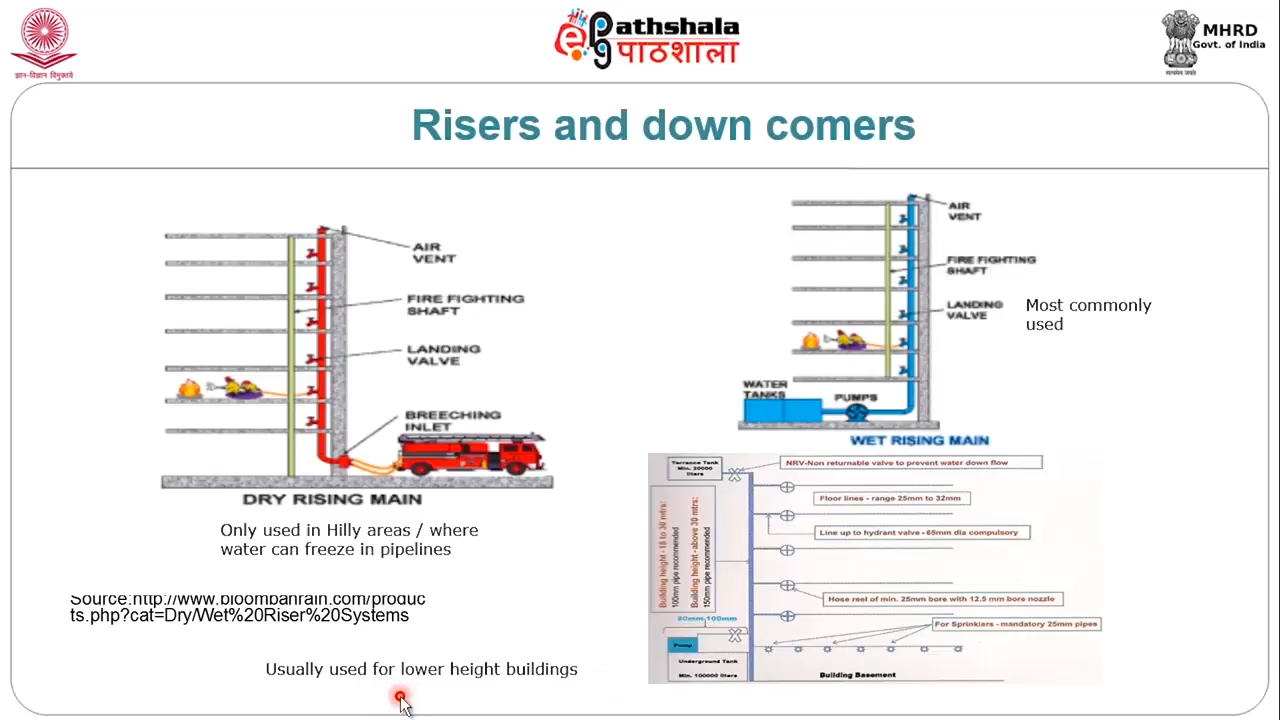 ज्ञान-विज्ञान विमुक्तये
ePathshala
पाठशाला
MHRD
Govt. of India
सत्यमेव जयते
Risers and down comers
AIR
VENT
FIRE FIGHTING
SHAFT
LANDING
VALVE
BREECHING
INLET
DRY RISING MAIN
Only used in Hilly areas / where
water can freeze in pipelines
ts.php?cat=Dry/Wet%20Riser%20Systems
Usually used for lower height buildings
AIR
VENT
FIRE FIGHTING
SHAFT
LANDING
VALVE
Most commonly
used
WATER
TANKS
PUMPS
WET RISING MAIN
Terrance Tank
Min. 20000
liters
NRV-Non returnable valve to prevent water down flow
Floor lines - range 25mm to 32mm
Line up to hydrant valve - 65mm dia compulsory
Building height - 18 to 30 mtrs:
100mm pipe recommended
Building height - above 30 mtrs:
150mm pipe recommended
Hose reel of min. 25mm bore with 12.5 mm bore nozzle
80mm-100mm
For Sprinklers - mandatory 25mm pipes
Pump
Underground Tank
Min. 100000 liters
Building Basement